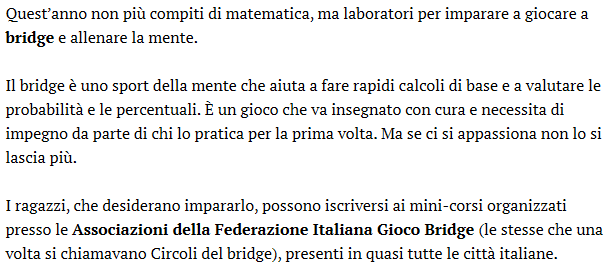 Quest'anno non più compiti di matematica, ma laboratori per imparare a giocare a
bridge e allenare la mente.
Il bridge è uno sport della mente che aiuta a fare rapidi calcoli di base e a valutare le
probabilità e le percentuali. È un gioco che va insegnato con cura e necessita di
impegno da parte di chi lo pratica per la prima volta. Ma se ci si appassiona non lo si
lascia più.
I ragazzi, che desiderano impararlo, possono iscriversi ai mini-corsi organizzati
presso le Associazioni della Federazione Italiana Gioco Bridge (le stesse che una
volta si chiamavano Circoli del bridge), presenti in quasi tutte le città italiane.